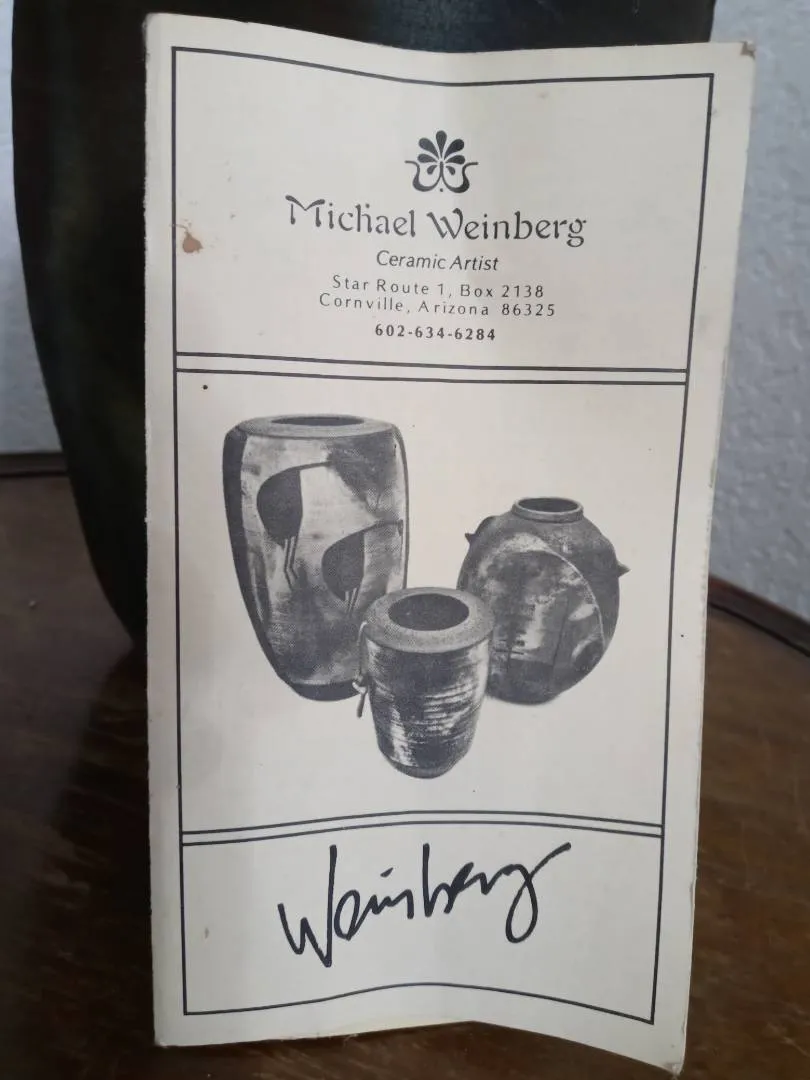 Michael Weinberg
Ceramic Artist
Star Route 1, Box 2138
Cornville, Arizona 86325
602-634-6284
Weinberg